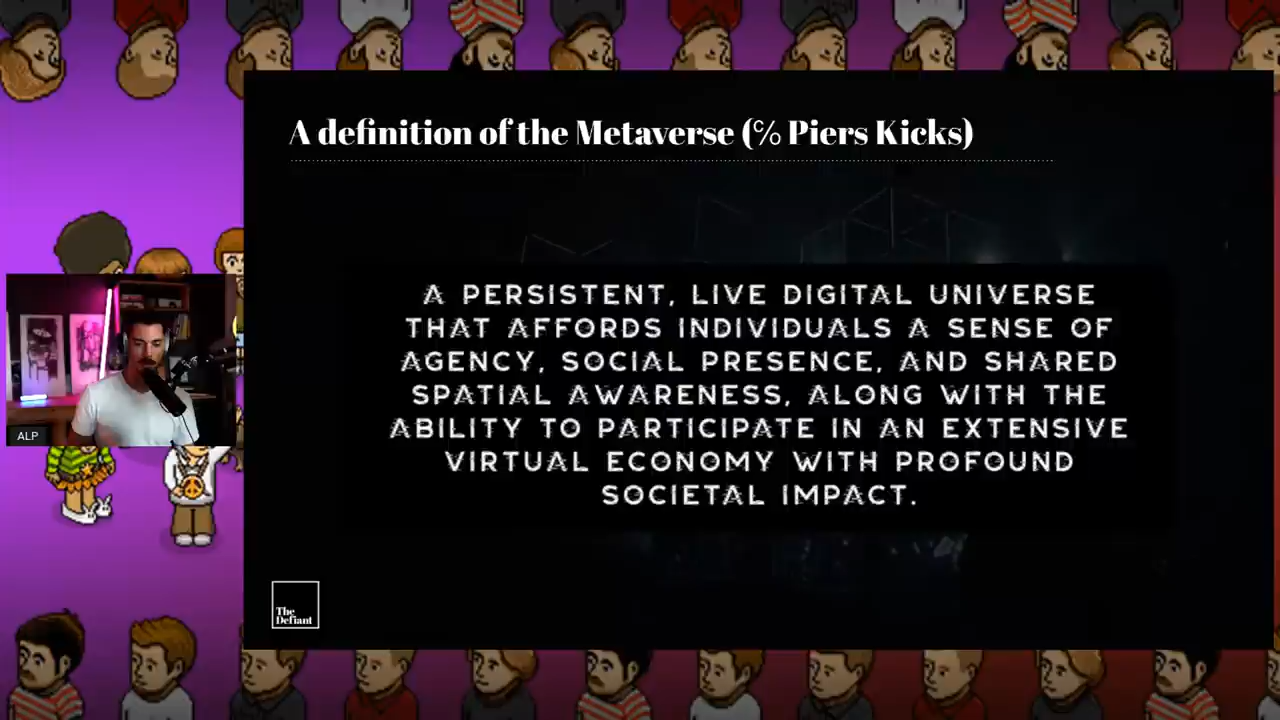 A definition of the Metaverse (℅ Piers Kicks)
A PERSISTENT, LIVE DIGITAL UNIVERSE
THAT AFFORDS INDIVIDUALS A SENSE OF
AGENCY, SOCIAL PRESENCE, AND SHARED
SPATIAL AWARENESS, ALONG WITH THE
ABILITY TO PARTICIPATE IN AN EXTENSIVE
VIRTUAL ECONOMY WITH PROFOUND
SOCIETAL IMPACT.
ALP
The
Defiant